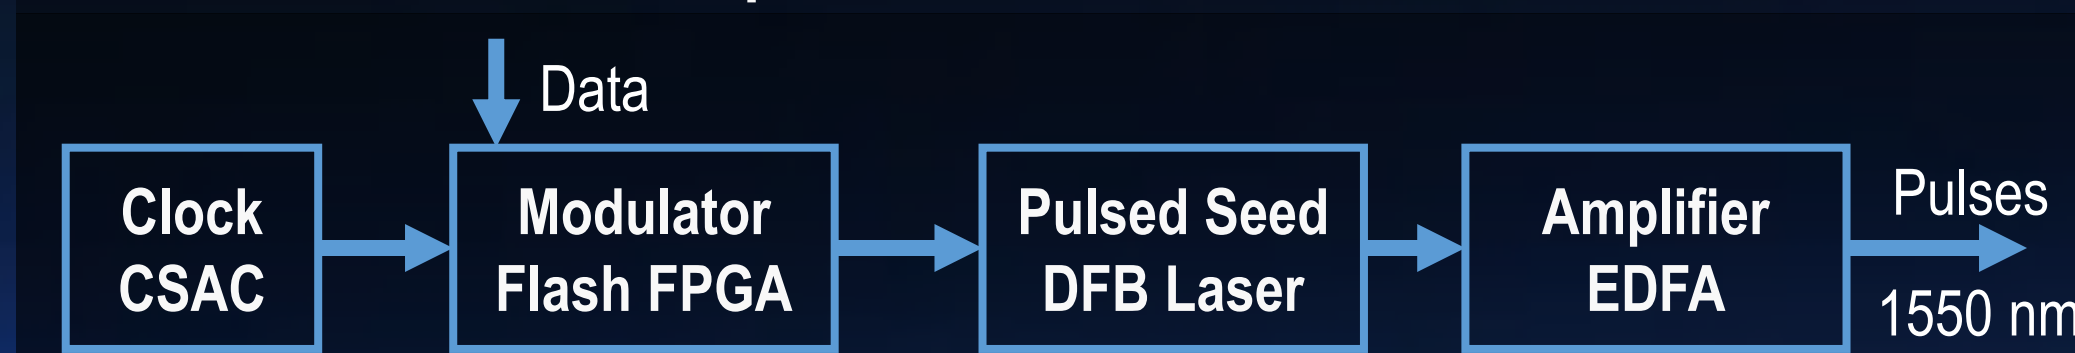 Data
Clock
CSAC
Modulator
Flash FPGA
Pulsed Seed
DFB Laser
Amplifier
EDFA
Pulses
1550 nm